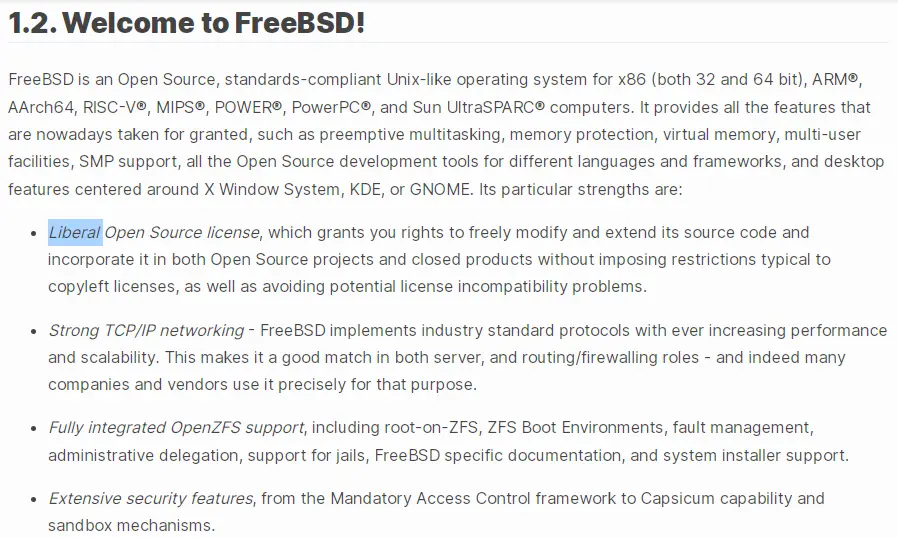 1.2. Welcome to FreeBSD!
FreeBSD is an Open Source, standards-compliant Unix-like operating system for x86 (both 32 and 64 bit), ARM®,
AArch64, RISC-V®, MIPS®, POWER®, PowerPC®, and Sun UltraSPARC® computers. It provides all the features that
are nowadays taken for granted, such as preemptive multitasking, memory protection, virtual memory, multi-user
facilities, SMP support, all the Open Source development tools for different languages and frameworks, and desktop
features centered around X Window System, KDE, or GNOME. Its particular strengths are:
• Liberal Open Source license, which grants you rights to freely modify and extend its source code and
incorporate it in both Open Source projects and closed products without imposing restrictions typical to
copyleft licenses, as well as avoiding potential license incompatibility problems.
• Strong TCP/IP networking - FreeBSD implements industry standard protocols with ever increasing performance
and scalability. This makes it a good match in both server, and routing/firewalling roles - and indeed many
companies and vendors use it precisely for that purpose.
• Fully integrated OpenZFS support, including root-on-ZFS, ZFS Boot Environments, fault management,
administrative delegation, support for jails, FreeBSD specific documentation, and system installer support.
• Extensive security features, from the Mandatory Access Control framework to Capsicum capability and
sandbox mechanisms.